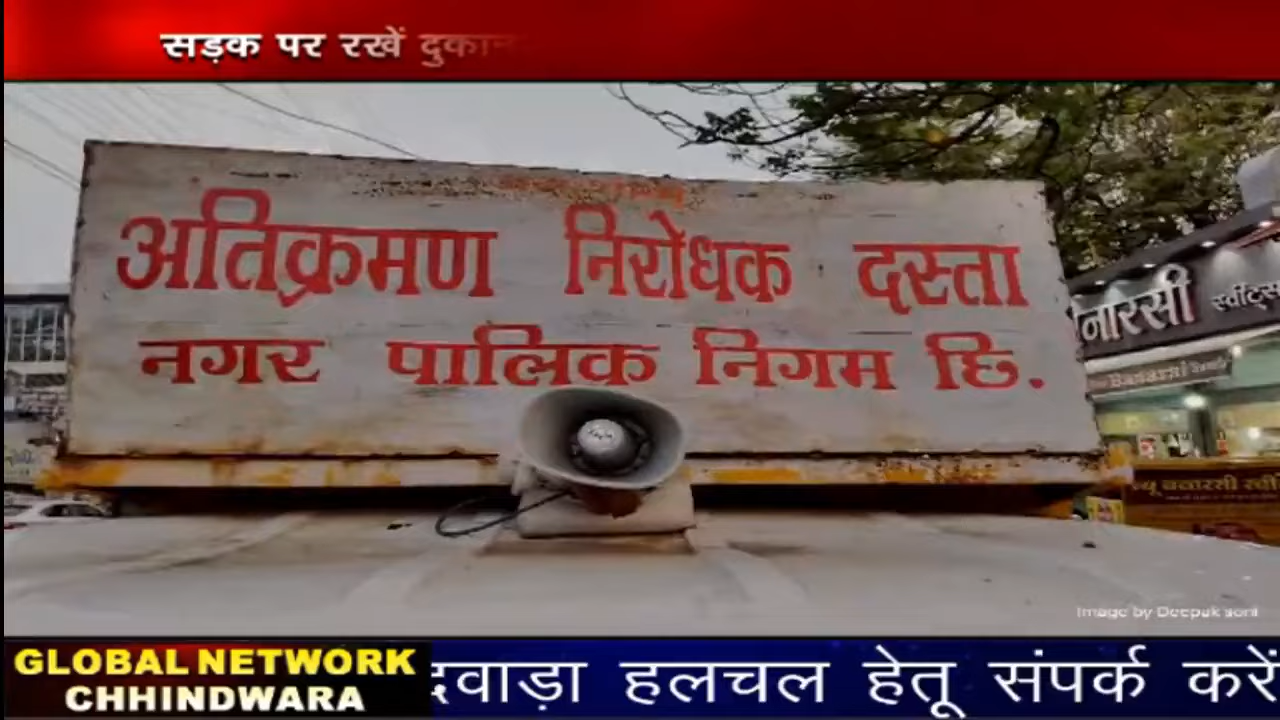 सड़क पर रखें
अतिक्रमण निरोधक दस्ता
नगर पालिक निगम छि.
नारसी स्वीट्स
Image by Deepak soni
GLOBAL NETWORK
CHHINDWARA
दवाड़ा हलचल हेतू संपर्क करें